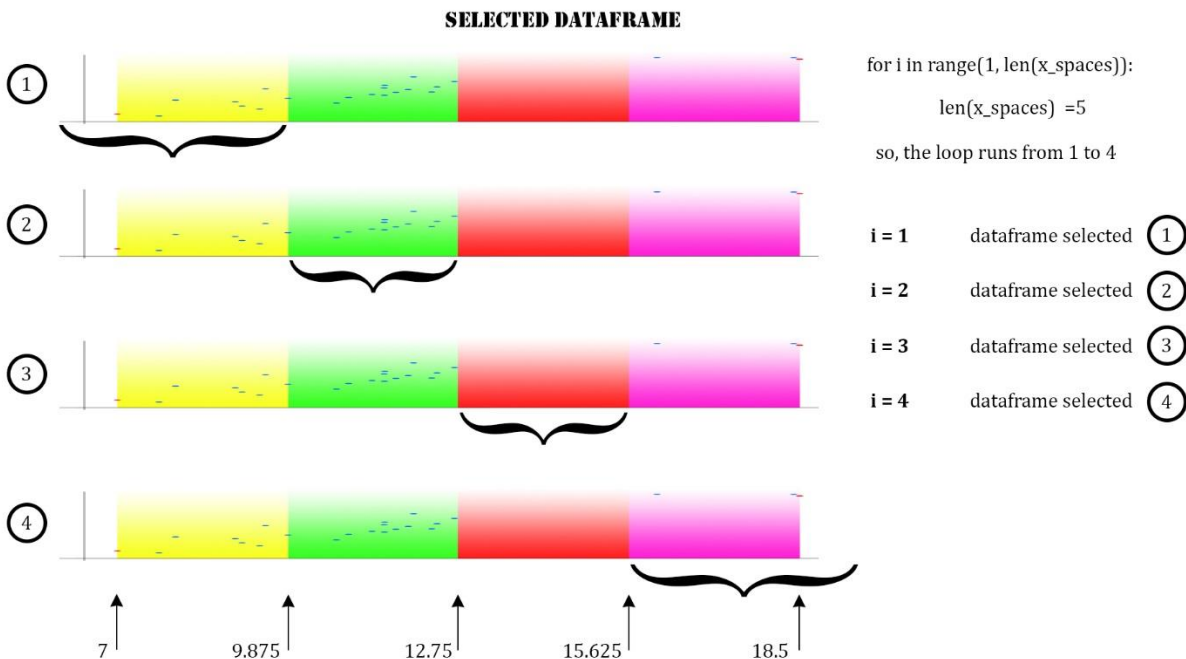 SELECTED DATAFRAME
1
2
3
4
7
9.875
12.75
15.625
18.5
for i in range(1, len(x_spaces)):
len(x_spaces) =5
so, the loop runs from 1 to 4
i = 1 dataframe selected 1
i = 2 dataframe selected 2
i = 3 dataframe selected 3
i = 4 dataframe selected 4